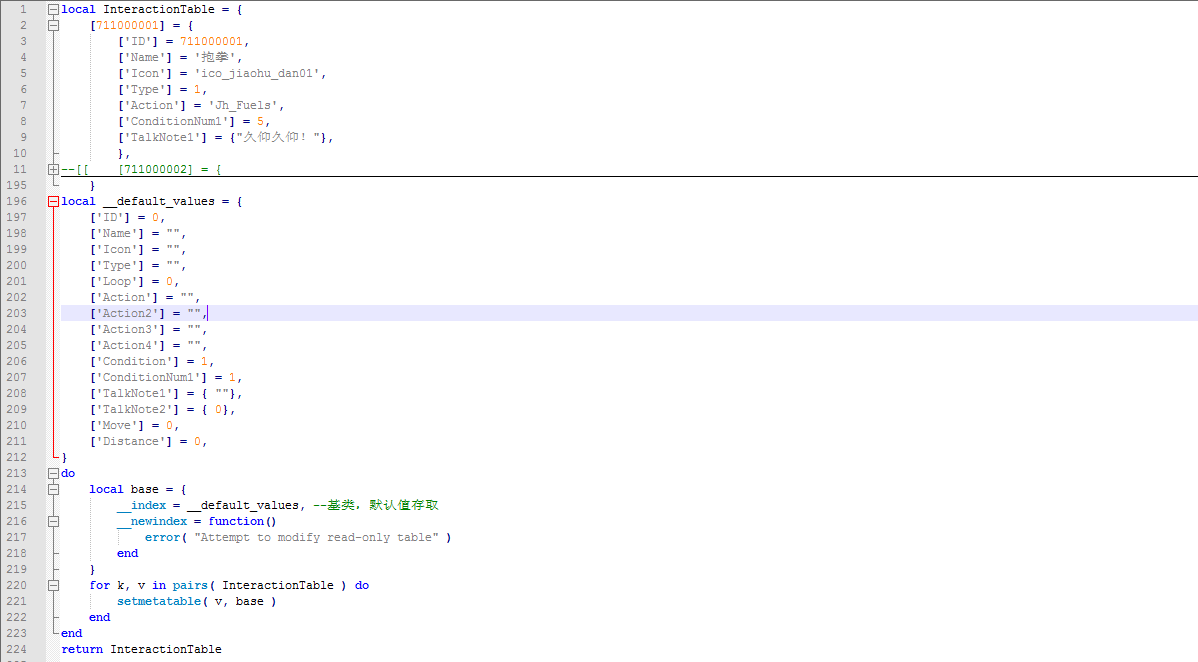 1 local InteractionTable = {
2 [711000001] = {
3 ['ID'] = 711000001,
4 ['Name'] = '抱拳',
5 ['Icon'] = 'ico_jiaohu_dan01',
6 ['Type'] = 1,
7 ['Action'] = 'Jh_Fuels',
8 ['ConditionNum1'] = 5,
9 ['TalkNote1'] = {"久仰久仰！"},
10 },
11 --[[ [711000002] = {
195 }
196 local __default_values = {
197 ['ID'] = 0,
198 ['Name'] = "",
199 ['Icon'] = "",
200 ['Type'] = "",
201 ['Loop'] = 0,
202 ['Action'] = "",
203 ['Action2'] = "",
204 ['Action3'] = "",
205 ['Action4'] = "",
206 ['Condition'] = 1,
207 ['ConditionNum1'] = 1,
208 ['TalkNote1'] = { ""},
209 ['TalkNote2'] = { 0},
210 ['Move'] = 0,
211 ['Distance'] = 0,
212 }
213 do
214 local base = {
215 __index = __default_values, --基类，默认值存取
216 __newindex = function()
217 error( "Attempt to modify read-only table" )
218 end
219 }
220 for k, v in pairs( InteractionTable ) do
221 setmetatable( v, base )
222 end
223 end
224 return InteractionTable